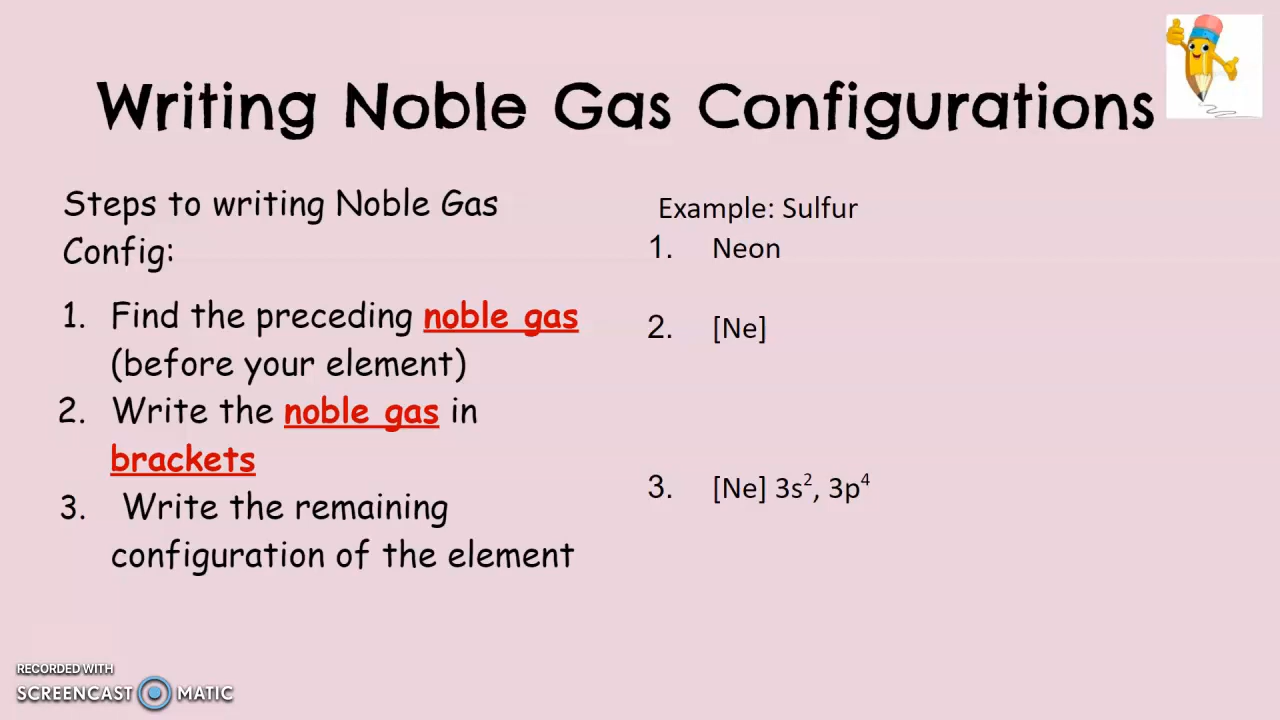 Writing Noble Gas Configurations
Steps to writing Noble Gas
Config:
1. Find the preceding noble gas
(before your element)
2. Write the noble gas in
brackets
3. Write the remaining
configuration of the element
Example: Sulfur
1. Neon
2. [Ne]
3. [Ne] 3s², 3p⁴
RECORDED WITH
SCREENCAST MATIC